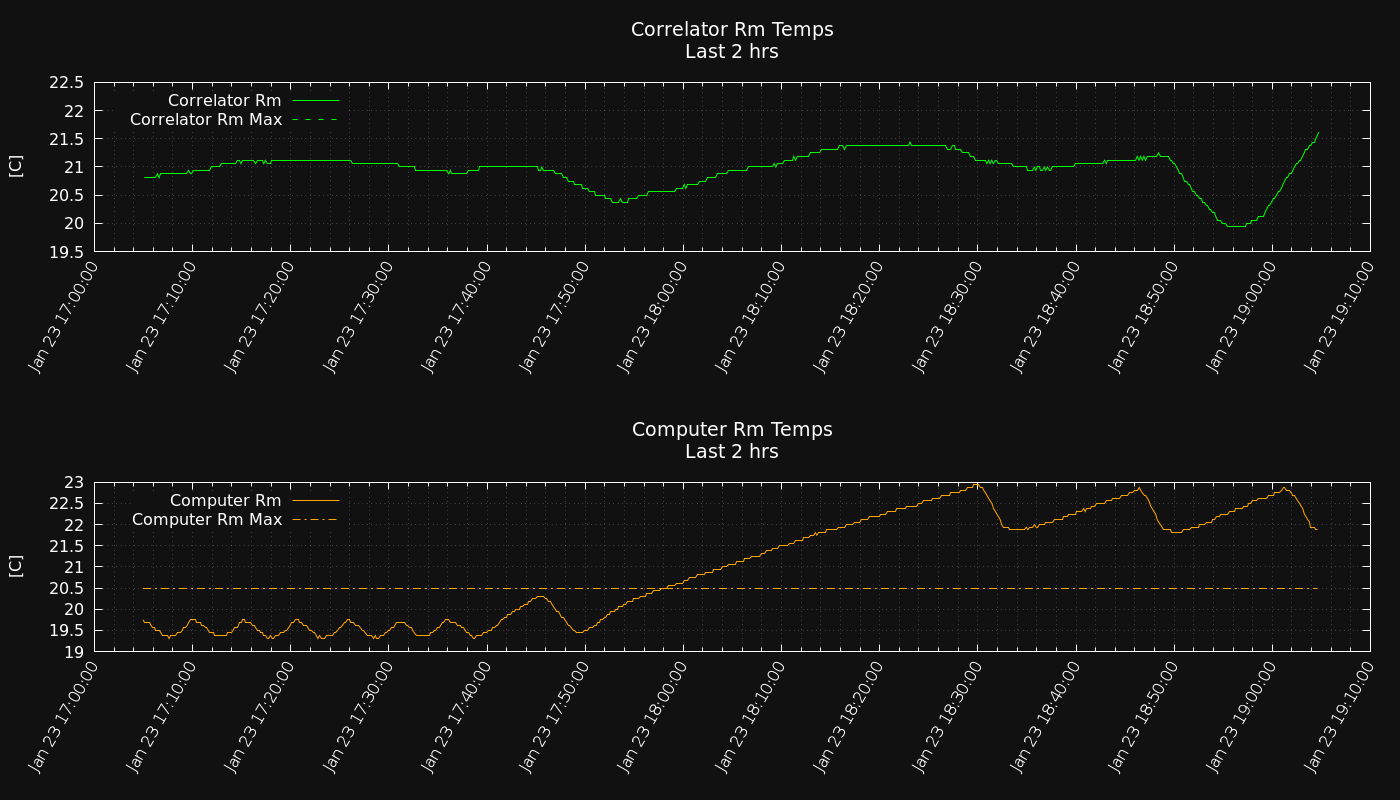 Correlator Rm Temps
Last 2 hrs
22.5
22
21.5
21
20.5
20
19.5
[C]
Correlator Rm
Correlator Rm Max
Jan 23 17:00:00
Jan 23 17:10:00
Jan 23 17:20:00
Jan 23 17:30:00
Jan 23 17:40:00
Jan 23 17:50:00
Jan 23 18:00:00
Jan 23 18:10:00
Jan 23 18:20:00
Jan 23 18:30:00
Jan 23 18:40:00
Jan 23 18:50:00
Jan 23 19:00:00
Jan 23 19:10:00
Computer Rm Temps
Last 2 hrs
23
22.5
22
21.5
21
20.5
20
19.5
19
[C]
Computer Rm
Computer Rm Max
Jan 23 17:00:00
Jan 23 17:10:00
Jan 23 17:20:00
Jan 23 17:30:00
Jan 23 17:40:00
Jan 23 17:50:00
Jan 23 18:00:00
Jan 23 18:10:00
Jan 23 18:20:00
Jan 23 18:30:00
Jan 23 18:40:00
Jan 23 18:50:00
Jan 23 19:00:00
Jan 23 19:10:00